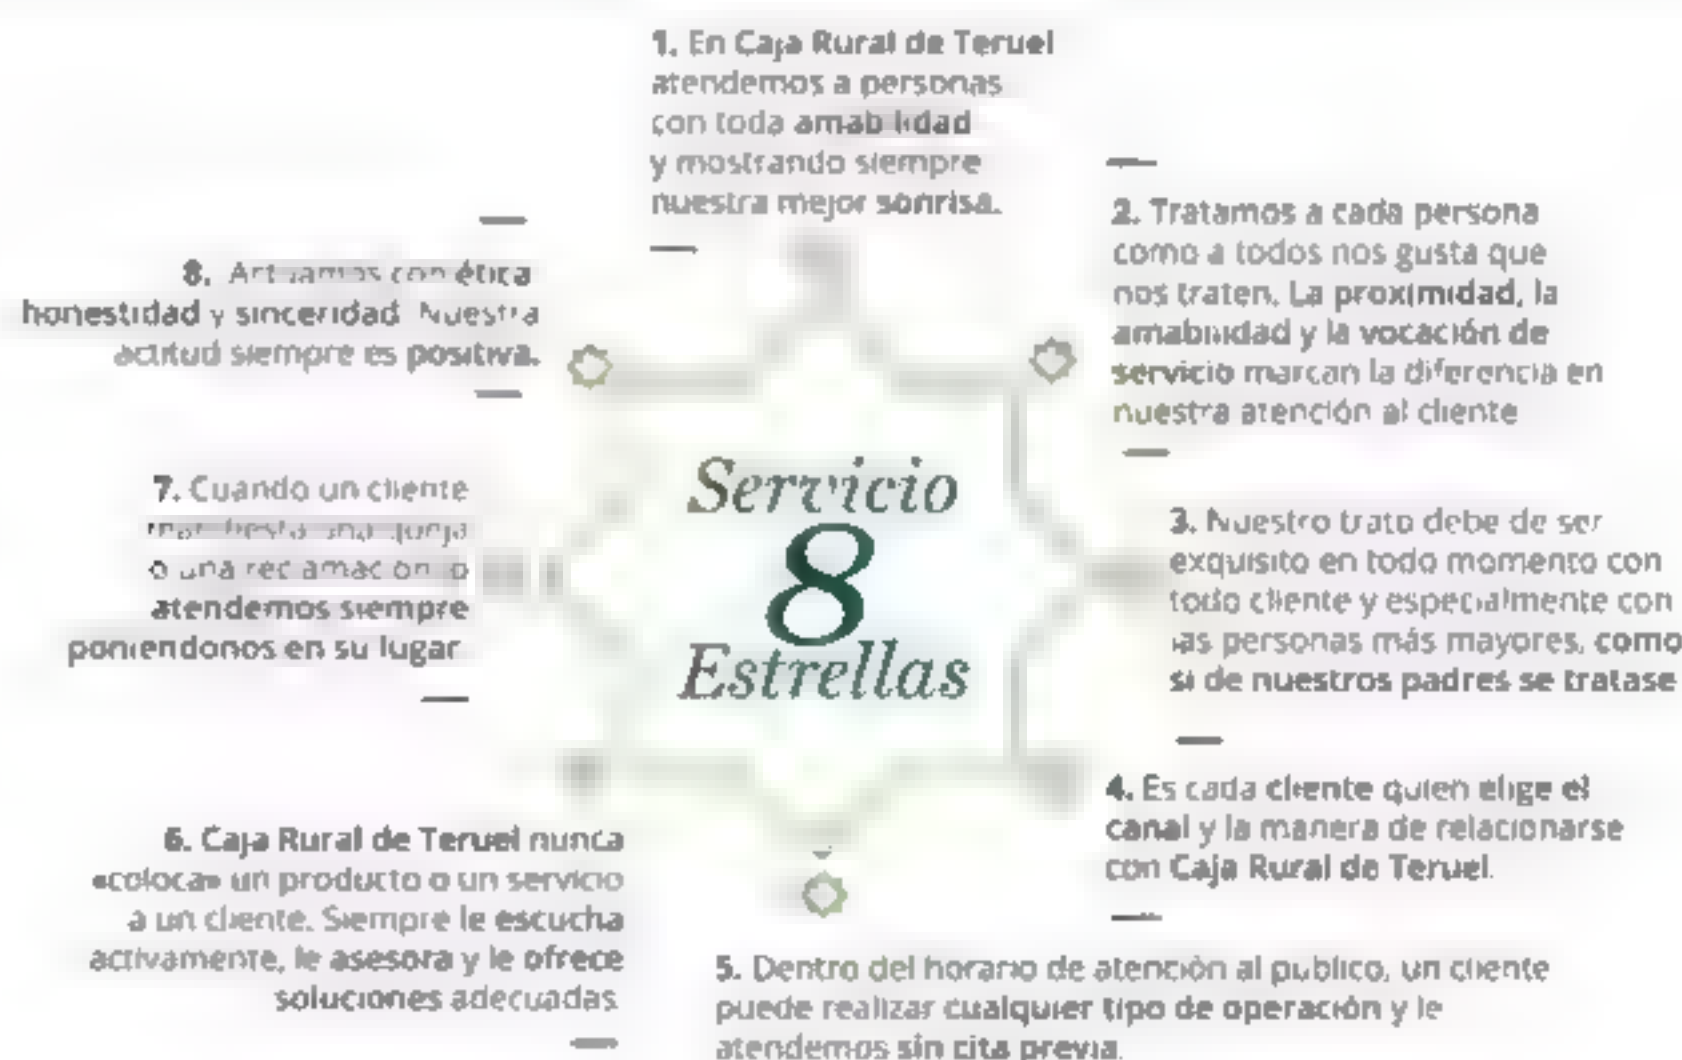 1. En Caja Rural de Teruel
atendemos a personas
con toda amabilidad
y mostrando siempre
nuestra mejor sonrisa.
2. Tratamos a cada persona
como a todos nos gusta que
nos traten. La proximidad, la
amabilidad y la vocación de
servicio marcan la diferencia en
nuestra atención al cliente
3. Nuestro trato debe de ser
exquisito en todo momento con
todo cliente y especialmente con
las personas más mayores, como
si de nuestros padres se tratase
4. Es cada cliente quien elige el
canal y la manera de relacionarse
con Caja Rural de Teruel.
5. Dentro del horario de atención al publico, un cliente
puede realizar cualquier tipo de operación y le
atendemos sin cita previa.
6. Caja Rural de Teruel nunca
«coloca» un producto o un servicio
a un cliente. Siempre le escucha
activamente, le asesora y le ofrece
soluciones adecuadas.
7. Cuando un cliente
manifiesta una queja
o una reclamación lo
atendemos siempre
poniendonos en su lugar.
8. Actuamos con ética
honestidad y sinceridad. Nuestra
actitud siempre es positiva.
Servicio
8
Estrellas